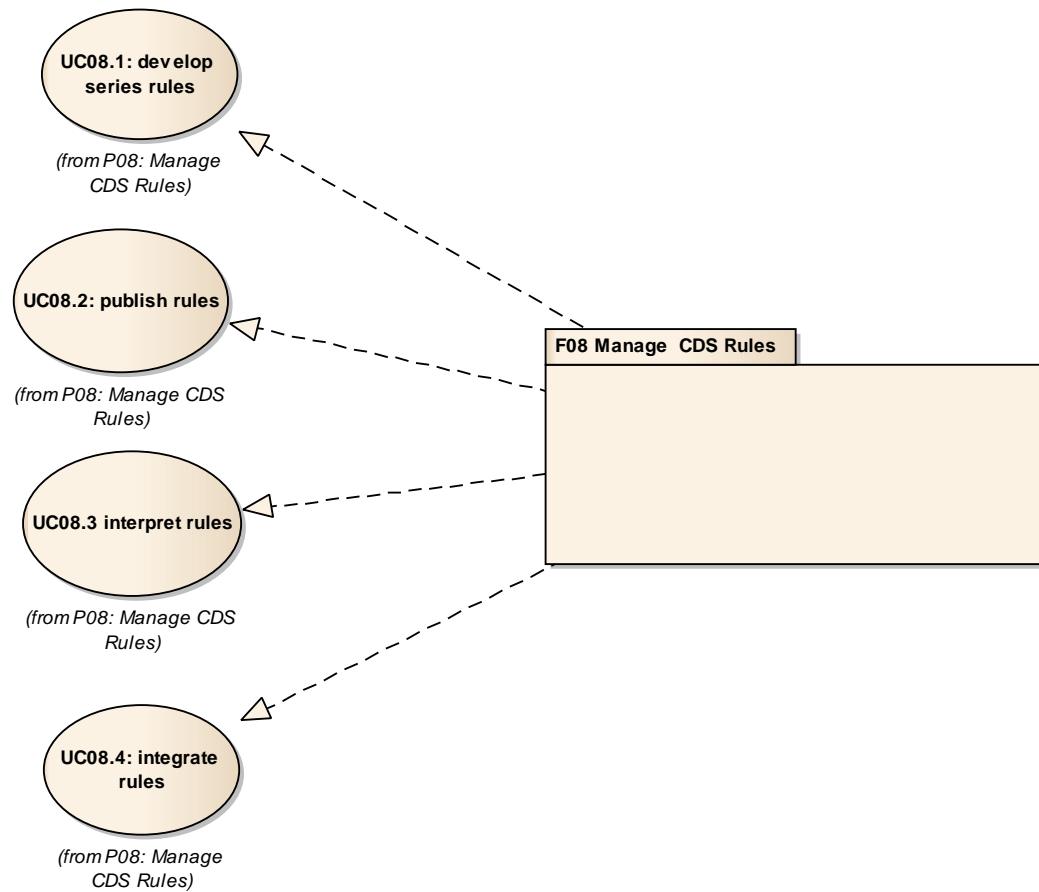 UC08.1: develop
series rules
(from P08: Manage
CDS Rules)
UC08.2: publish rules
(from P08: Manage CDS
Rules)
F08 Manage  CDS Rules
UC08.3 interpret rules
(from P08: Manage CDS
Rules)
UC08.4: integrate
rules
(from P08: Manage
CDS Rules)